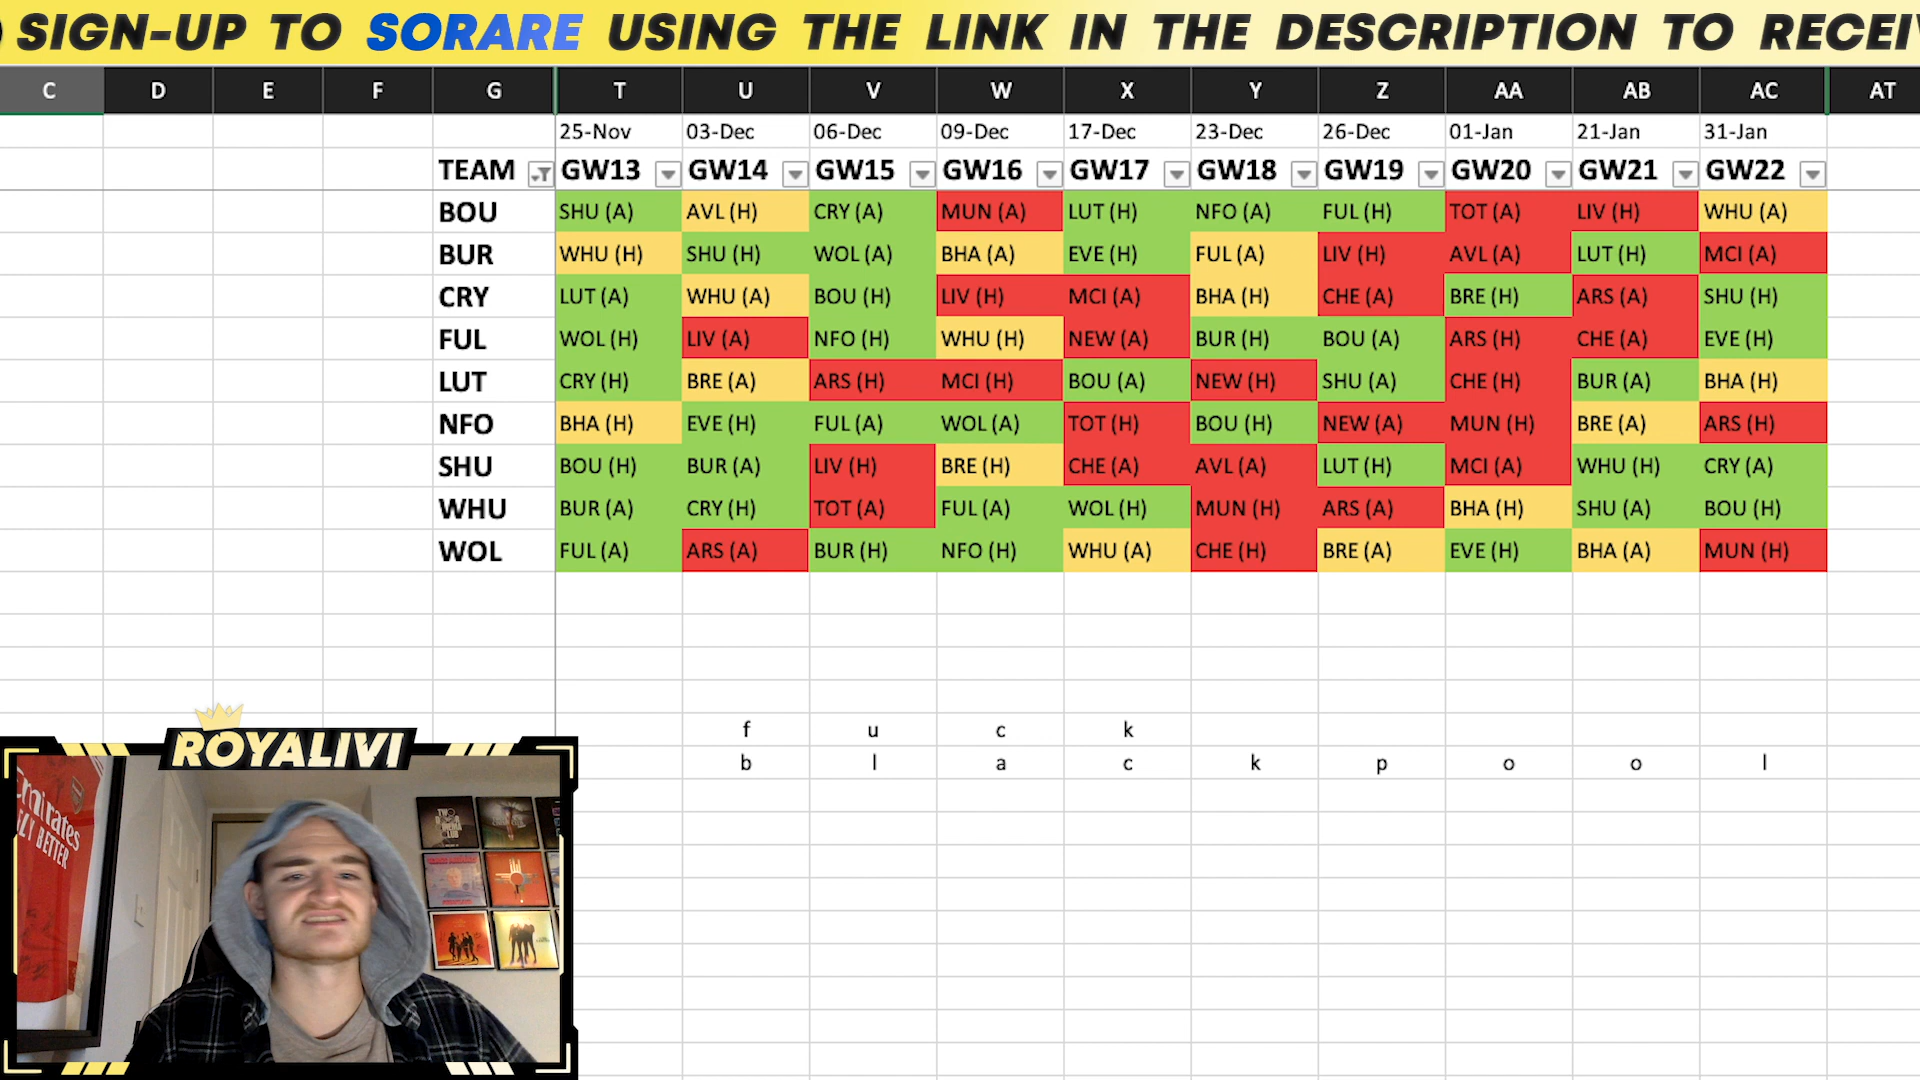 SIGN-UP TO SORARE USING THE LINK IN THE DESCRIPTION TO RECEIV
C D E F G T U V W X Y Z AA AB AC AT
25-Nov 03-Dec 06-Dec 09-Dec 17-Dec 23-Dec 26-Dec 01-Jan 21-Jan 31-Jan
TEAM GW13 GW14 GW15 GW16 GW17 GW18 GW19 GW20 GW21 GW22
BOU SHU (A) AVL (H) CRY (A) MUN (A) LUT (H) NFO (A) FUL (H) TOT (A) LIV (H) WHU (A)
BUR WHU (H) SHU (H) WOL (A) BHA (A) EVE (H) FUL (A) LIV (H) AVL (A) LUT (H) MCI (A)
CRY LUT (A) WHU (A) BOU (H) LIV (H) MCI (A) BHA (H) CHE (A) BRE (H) ARS (A) SHU (H)
FUL WOL (H) LIV (A) NFO (H) WHU (H) NEW (A) BUR (H) BOU (A) ARS (H) CHE (A) EVE (H)
LUT CRY (H) BRE (A) ARS (H) MCI (H) BOU (A) NEW (H) SHU (A) CHE (H) BUR (A) BHA (H)
NFO BHA (H) EVE (H) FUL (A) WOL (A) TOT (H) BOU (H) NEW (A) MUN (H) BRE (A) ARS (H)
SHU BOU (H) BUR (A) LIV (H) BRE (H) CHE (A) AVL (A) LUT (H) MCI (A) WHU (H) CRY (A)
WHU BUR (A) CRY (H) TOT (A) FUL (A) WOL (H) MUN (H) ARS (A) BHA (H) SHU (A) BOU (H)
WOL FUL (A) ARS (A) BUR (H) NFO (H) WHU (A) CHE (H) BRE (A) EVE (H) BHA (A) MUN (H)
f u c k
b l a c k p o o l
ROYALIVI
Emirates
FLY BETTER